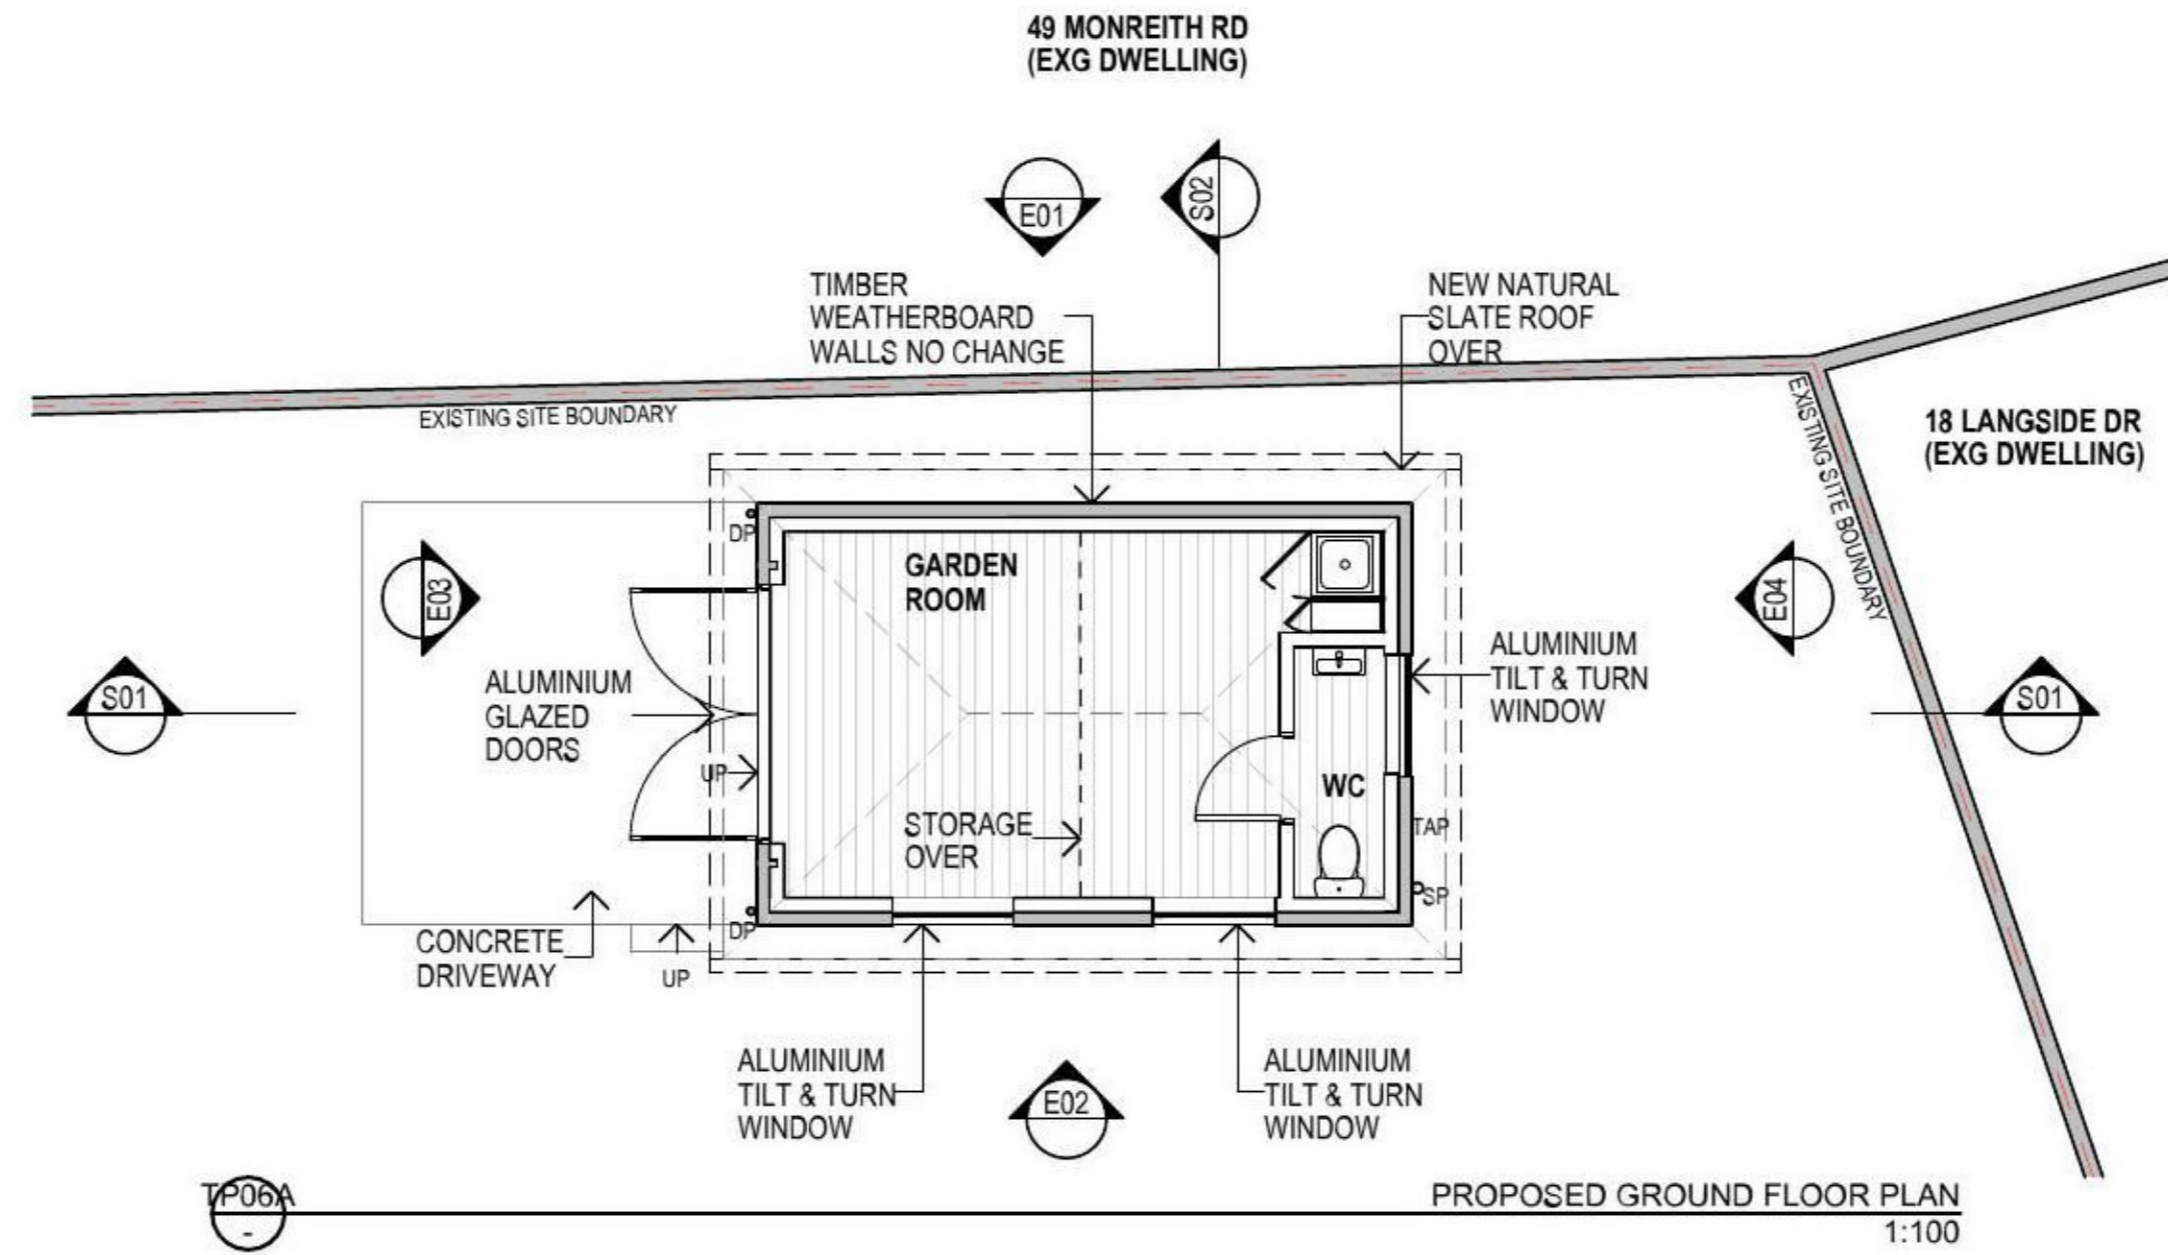 49 MONREITH RD
(EXG DWELLING)
E01
S02
TIMBER
WEATHERBOARD
WALLS NO CHANGE
NEW NATURAL
SLATE ROOF
OVER
EXISTING SITE BOUNDARY
EXISTING SITE BOUNDARY
18 LANGSIDE DR
(EXG DWELLING)
DP
GARDEN
ROOM
E03
E04
S01
ALUMINIUM
GLAZED
DOORS
ALUMINIUM
TILT & TURN
WINDOW
S01
UP
WC
STORAGE
OVER
TAP
SP
DP
CONCRETE
DRIVEWAY
UP
ALUMINIUM
TILT & TURN
WINDOW
E02
ALUMINIUM
TILT & TURN
WINDOW
TP06A
-
PROPOSED GROUND FLOOR PLAN
1:100